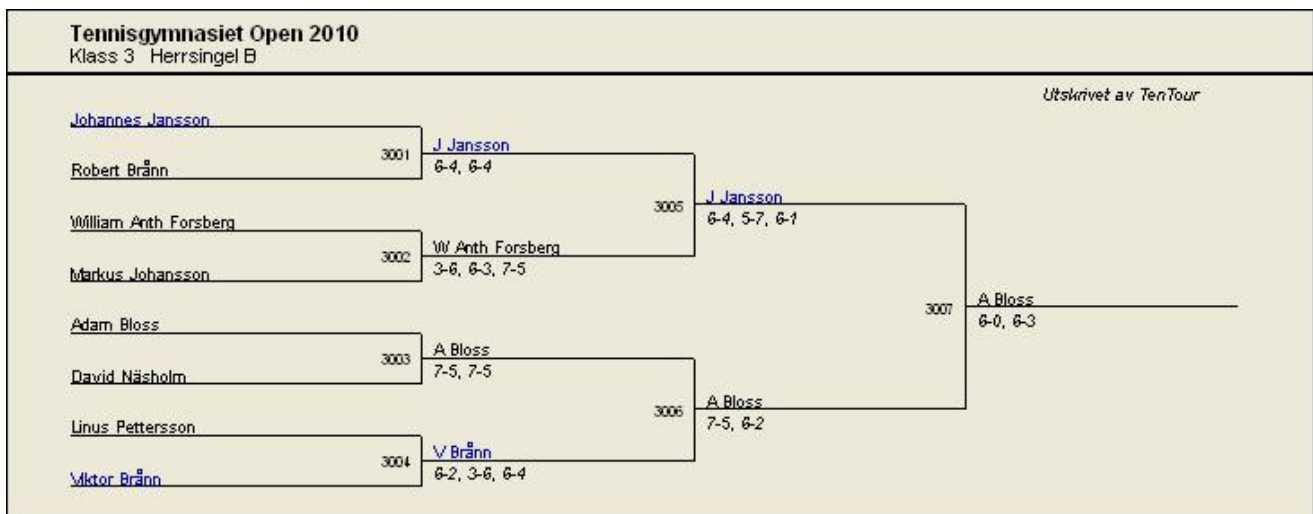 Tennisgymnasiet Open 2010
Klass 3 Herrsingel B
Utskrivet av TenTour
Johannes Jansson
3001
J Jansson
6-4, 6-4
Robert Brånn
3005
J Jansson
6-4, 5-7, 6-1
William Anth Forsberg
3002
W Anth Forsberg
3-6, 6-3, 7-5
Markus Johansson
3007
A Bloss
6-0, 6-3
Adam Bloss
3003
A Bloss
7-5, 7-5
David Näsholm
3006
A Bloss
7-5, 6-2
Linus Pettersson
3004
V Brånn
6-2, 3-6, 6-4
Viktor Brånn